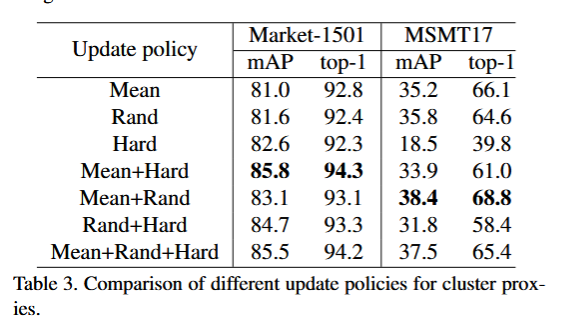 Update policy Market-1501 MSMT17
mAP top-1 mAP top-1
Mean 81.0 92.8 35.2 66.1
Rand 81.6 92.4 35.8 64.6
Hard 82.6 92.3 18.5 39.8
Mean+Hard 85.8 94.3 33.9 61.0
Mean+Rand 83.1 93.1 38.4 68.8
Rand+Hard 84.7 93.3 31.8 58.4
Mean+Rand+Hard 85.5 94.2 37.5 65.4
Table 3. Comparison of different update policies for cluster prox-
ies.